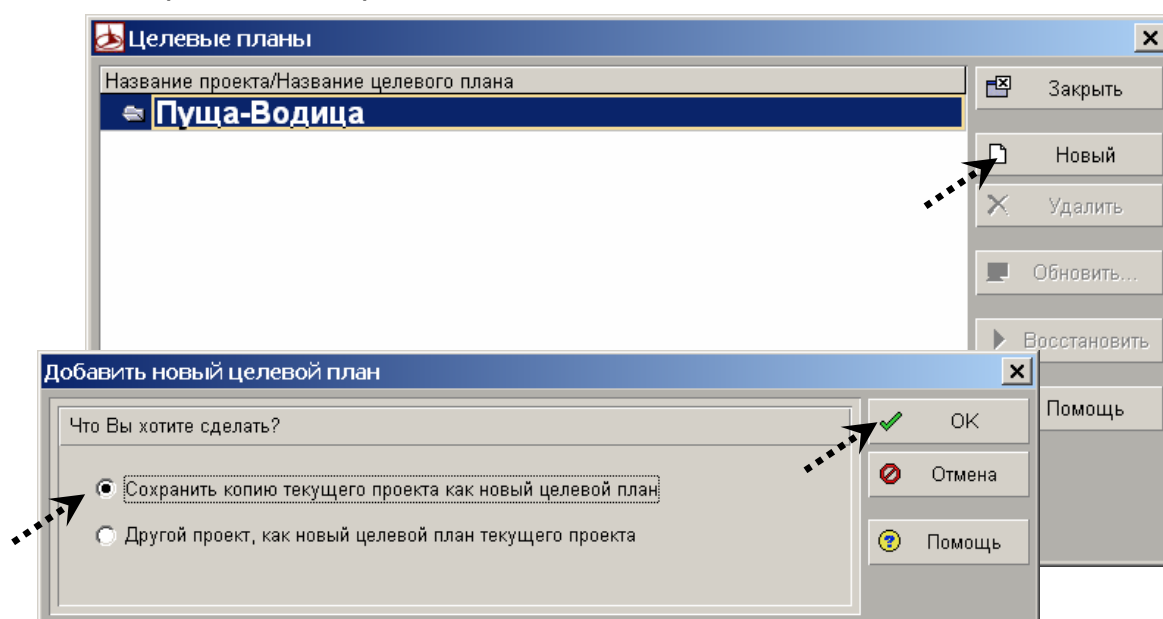 Целевые планы
Название проекта/Название целевого плана
Пуща-Водица
Закрыть
Новый
Удалить
Обновить...
Восстановить
Помощь
Добавить новый целевой план
Что Вы хотите сделать?
Сохранить копию текущего проекта как новый целевой план
Другой проект, как новый целевой план текущего проекта
OK
Отмена
Помощь